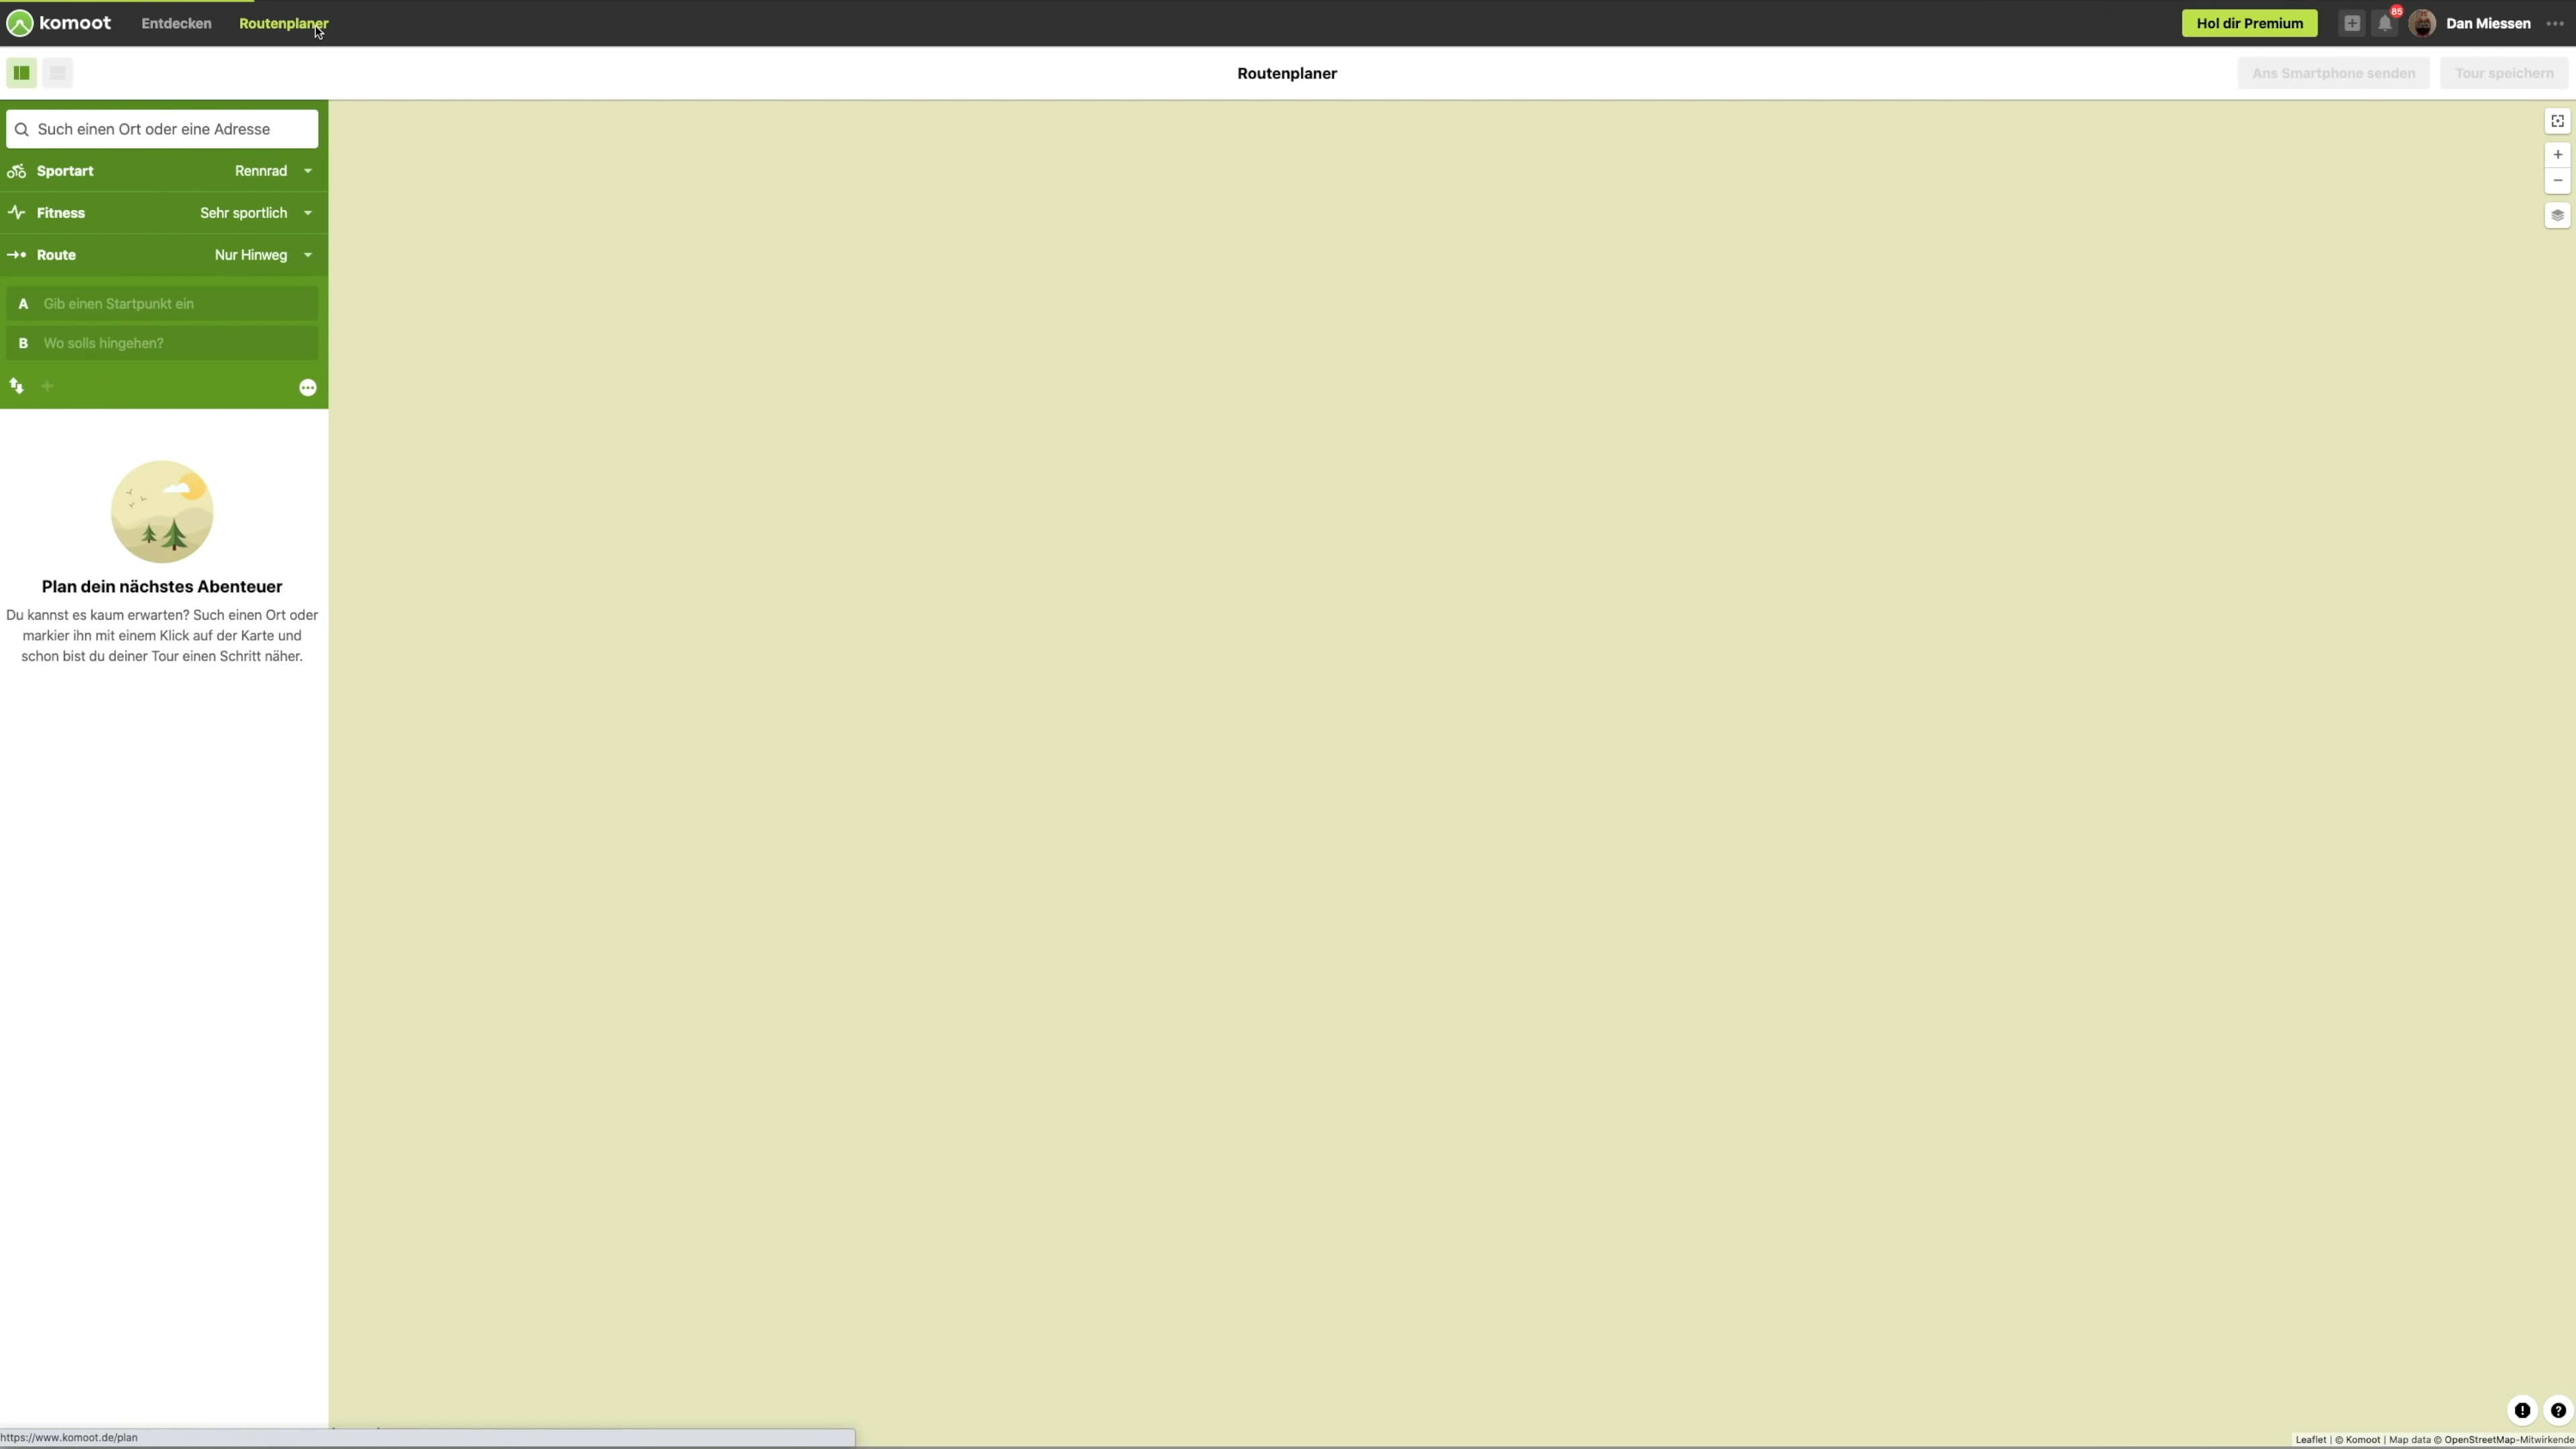 komoot
Entdecken
Routenplaner
Hol dir Premium
85
Dan Miessen
Routenplaner
Ans Smartphone senden
Tour speichern
Such einen Ort oder eine Adresse
Sportart
Rennrad
Fitness
Sehr sportlich
Route
Nur Hinweg
A
Gib einen Startpunkt ein
B
Wo solls hingehen?
Plan dein nächstes Abenteuer
Du kannst es kaum erwarten? Such einen Ort oder
markier ihn mit einem Klick auf der Karte und
schon bist du deiner Tour einen Schritt näher.
https://www.komoot.de/plan
Leaflet | © Komoot | Map data © OpenStreetMap-Mitwirkende